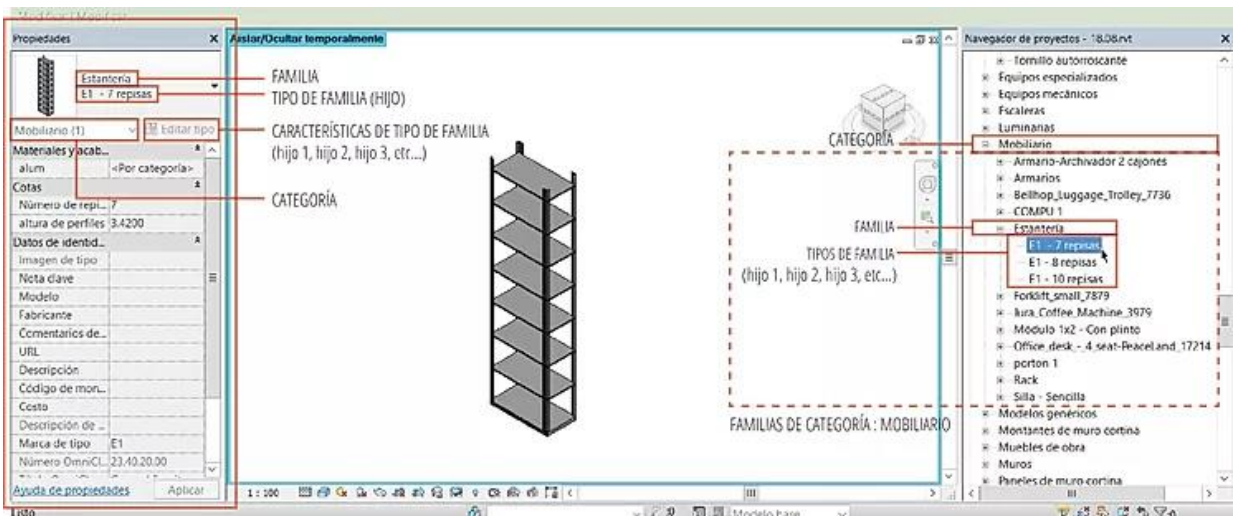 Propiedades
Estantería
E1 - 7 repisas
Mobiliario (1)
Editar tipo
Materiales y acab...
alum <Por categoría>
Cotas
Número de repi... 7
altura de perfiles 3.4200
Datos de identid...
Imagen de tipo
Nota clave
Modelo
Fabricante
Comentarios de...
URL
Descripción
Código de mon...
Costo
Descripción de ...
Marca de tipo E1
Número OmniCl... 23.40.20.00
Ayuda de propiedades
Aplicar
Listo
Aislar/Ocultar temporalmente
FAMILIA
TIPO DE FAMILIA (HIJO)
CARACTERÍSTICAS DE TIPO DE FAMILIA
(hijo 1, hijo 2, hijo 3, etc...)
CATEGORÍA
CATEGORÍA
FAMILIA
TIPOS DE FAMILIA
(hijo 1, hijo 2, hijo 3, etc...)
FAMILIAS DE CATEGORÍA : MOBILIARIO
1 : 100
Modelo base
Navegador de proyectos - 18.08.rvt
Tornillo autorroscante
Equipos especializados
Equipos mecánicos
Escaleras
Luminarias
Mobiliario
Armario-Archivador 2 cajones
Armarios
Bellhop_Luggage_Trolley_7736
COMPU 1
Estantería
E1 - 7 repisas
E1 - 8 repisas
E1 - 10 repisas
Forklift_small_7879
Jura_Coffee_Machine_3979
Modulo 1x2 - Con plinto
Office_desk_-_4_seat-PeaceLand_17214
porton 1
Rack
Silla - Sencilla
Modelos genéricos
Montantes de muro cortina
Muebles de obra
Muros
Paneles de muro cortina